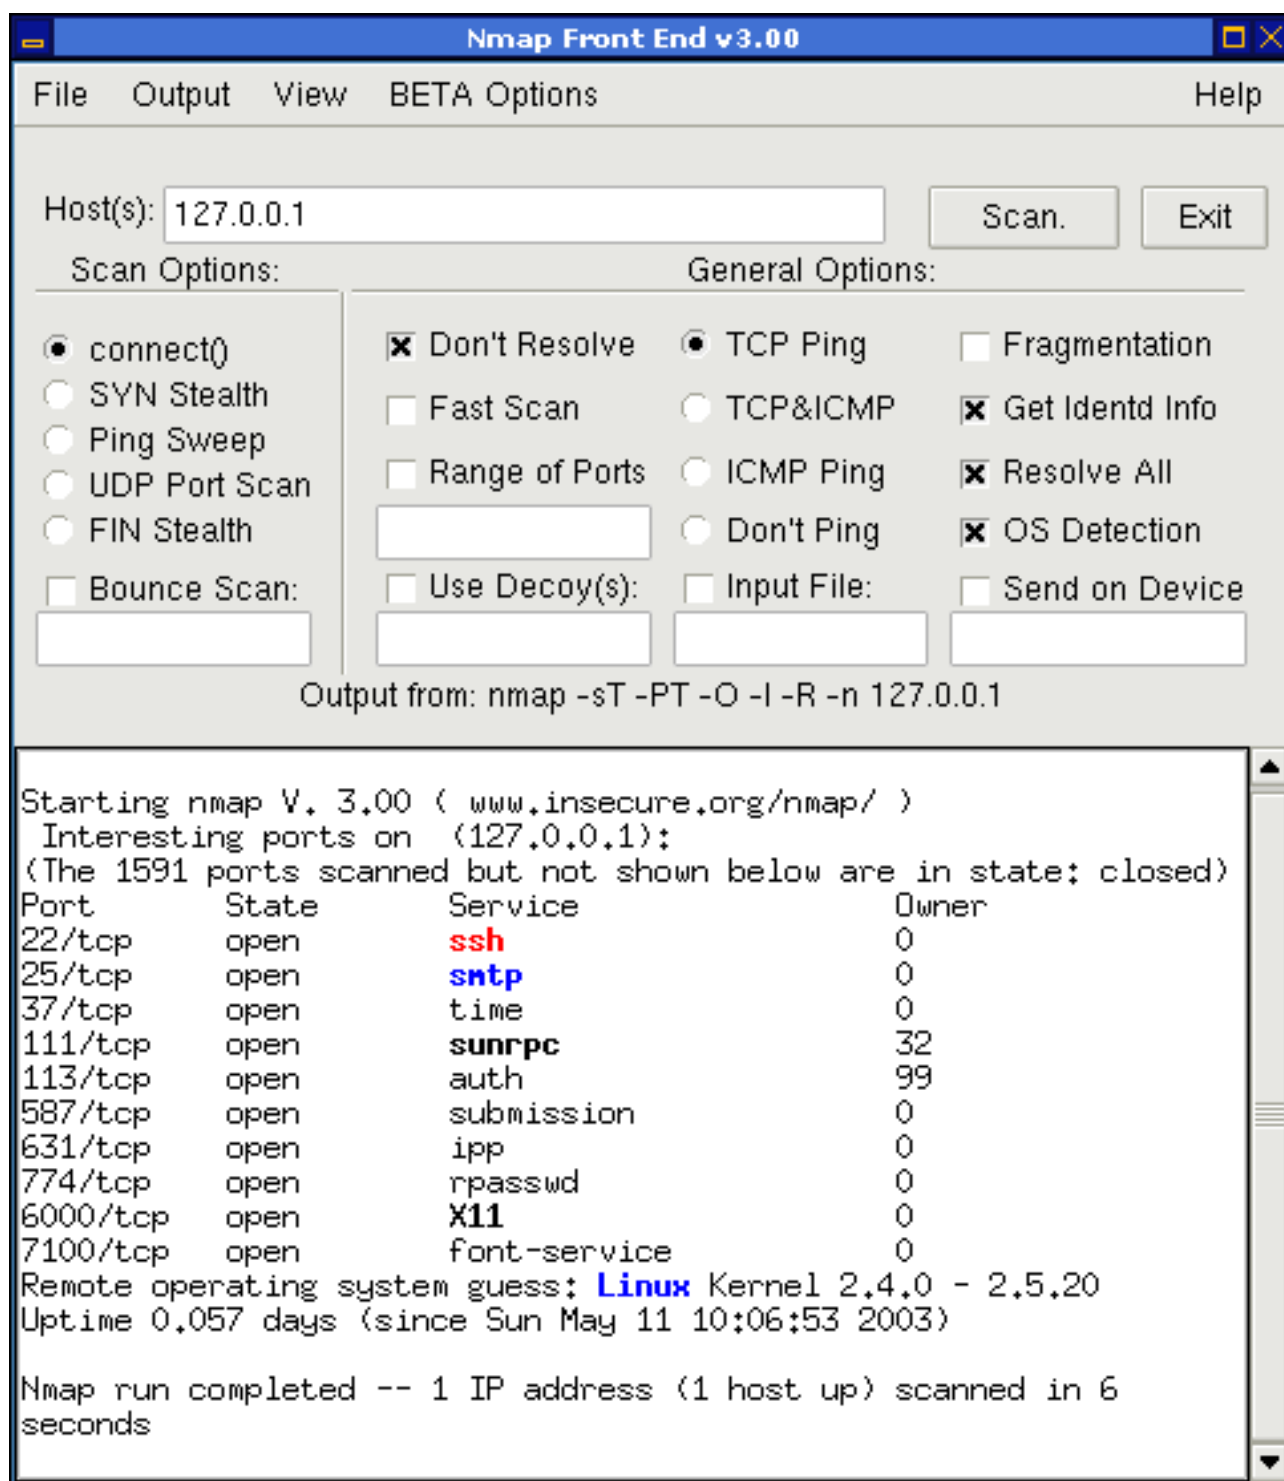 Nmap Front End v3.00
File Output View BETA Options Help
Host(s): 127.0.0.1 Scan. Exit
Scan Options: General Options:
connect() Don't Resolve TCP Ping Fragmentation
SYN Stealth Fast Scan TCP&ICMP Get Identd Info
Ping Sweep Range of Ports ICMP Ping Resolve All
UDP Port Scan
FIN Stealth Don't Ping OS Detection
Bounce Scan: Use Decoy(s): Input File: Send on Device
Output from: nmap -sT -PT -O -I -R -n 127.0.0.1
Starting nmap V. 3.00 ( www.insecure.org/nmap/ )
Interesting ports on (127.0.0.1):
(The 1591 ports scanned but not shown below are in state: closed)
Port State Service Owner
22/tcp open ssh 0
25/tcp open smtp 0
37/tcp open time 0
111/tcp open sunrpc 32
113/tcp open auth 99
587/tcp open submission 0
631/tcp open ipp 0
774/tcp open rpasswd 0
6000/tcp open X11 0
7100/tcp open font-service 0
Remote operating system guess: Linux Kernel 2.4.0 - 2.5.20
Uptime 0.057 days (since Sun May 11 10:06:53 2003)
Nmap run completed -- 1 IP address (1 host up) scanned in 6
seconds